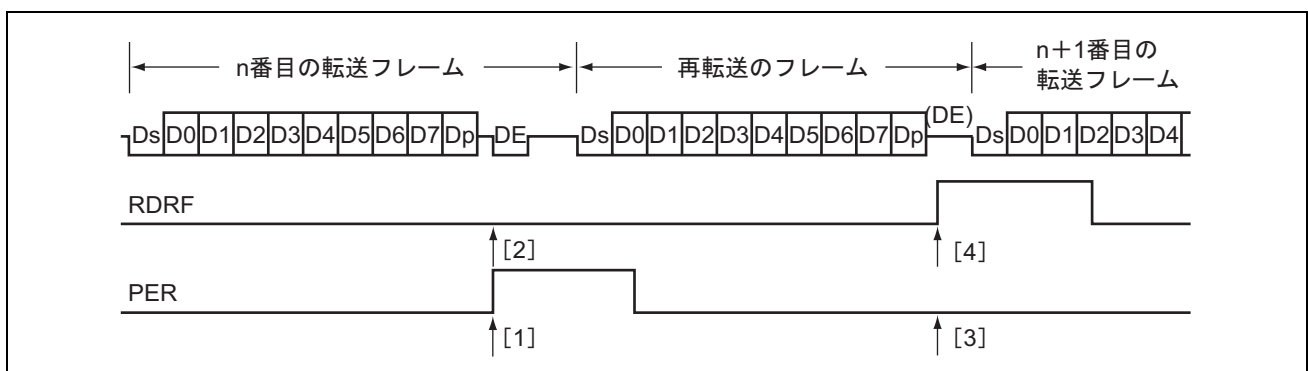 n番目の転送フレーム
再転送のフレーム
n+1番目の
転送フレーム
Ds D0 D1 D2 D3 D4 D5 D6 D7 Dp DE Ds D0 D1 D2 D3 D4 D5 D6 D7 Dp (DE) Ds D0 D1 D2 D3 D4
RDRF
[2] [4]
PER
[1] [3]